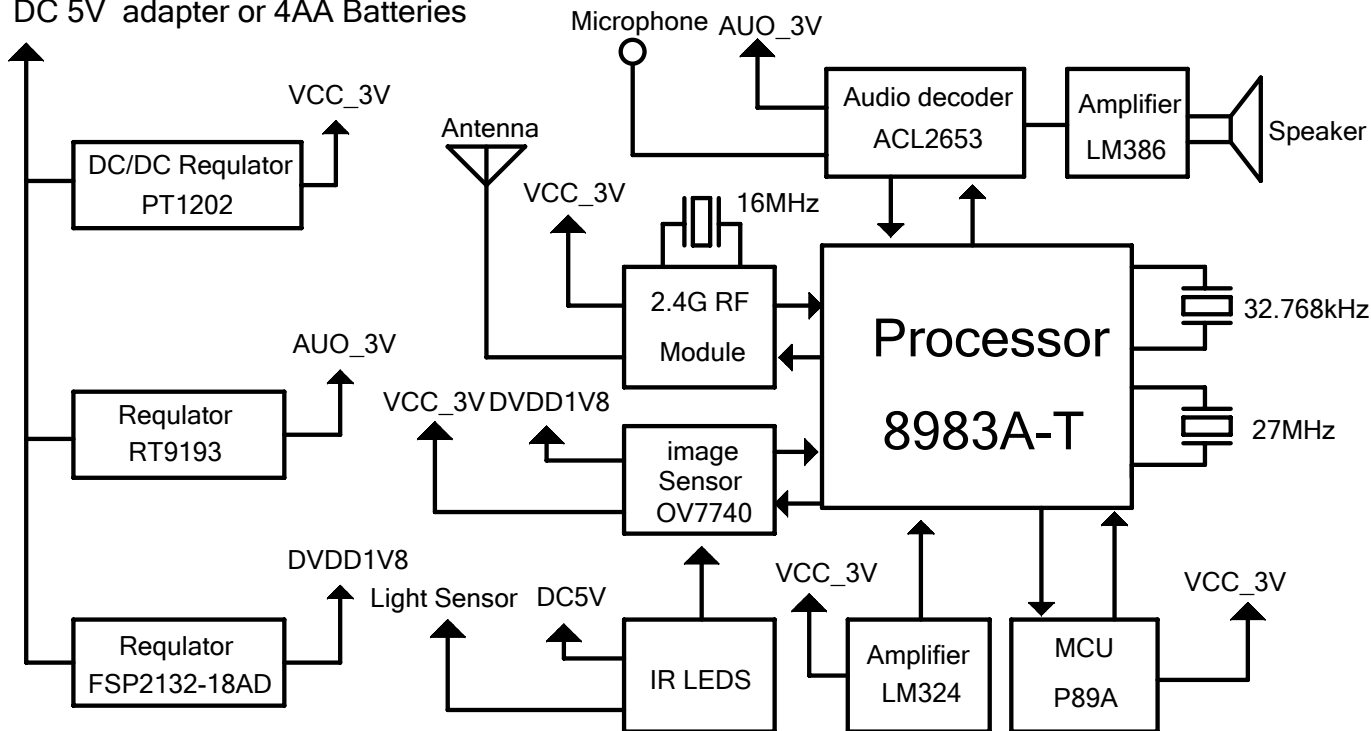 DC 5V adapter or 4AA Batteries
VCC_3V
DC/DC Requlator
PT1202
AUO_3V
Requlator
RT9193
DVDD1V8
Requlator
FSP2132-18AD
Microphone
AUO_3V
Audio decoder
ACL2653
Amplifier
LM386
Speaker
Antenna
VCC_3V
16MHz
2.4G RF
Module
Processor
8983A-T
32.768kHz
27MHz
VCC_3V
DVDD1V8
image
Sensor
OV7740
Light Sensor
DC5V
IR LEDS
VCC_3V
Amplifier
LM324
MCU
P89A
VCC_3V